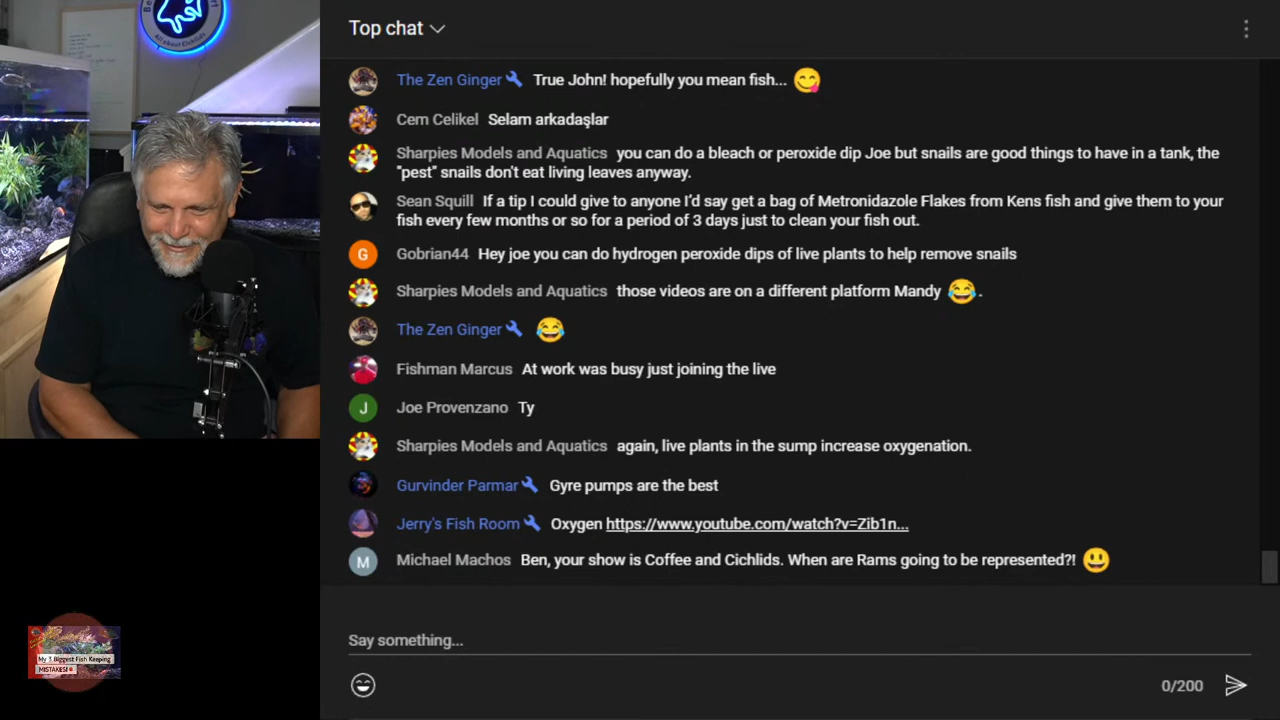 Top chat
The Zen Ginger True John! hopefully you mean fish... 😋
Cem Celikel Selam arkadaşlar
Sharpies Models and Aquatics you can do a bleach or peroxide dip Joe but snails are good things to have in a tank, the
"pest" snails don't eat living leaves anyway.
Sean Squill If a tip I could give to anyone I'd say get a bag of Metronidazole Flakes from Kens fish and give them to your
fish every few months or so for a period of 3 days just to clean your fish out.
G Gobrian44 Hey joe you can do hydrogen peroxide dips of live plants to help remove snails
Sharpies Models and Aquatics those videos are on a different platform Mandy 😂 .
The Zen Ginger 😂
Fishman Marcus At work was busy just joining the live
J Joe Provenzano Ty
Sharpies Models and Aquatics again, live plants in the sump increase oxygenation.
Gurvinder Parmar Gyre pumps are the best
Jerry's Fish Room Oxygen https://www.youtube.com/watch?v=Zib1n...
M Michael Machos Ben, your show is Coffee and Cichlids. When are Rams going to be represented?! 😃
Say something...
0/200
All about Cichlids
My 3 Biggest Fish Keeping
MISTAKES!